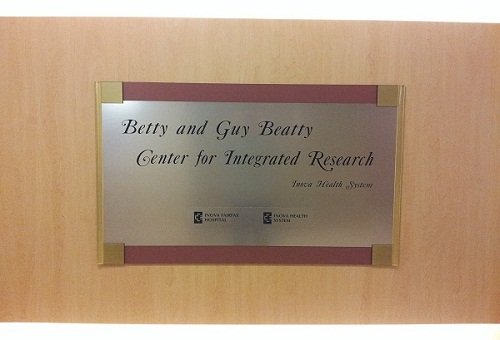 Betty and Guy Beatty
Center for Integrated Research
Inova Health System
INOVA FAIRFAX HOSPITAL
INOVA HEALTH SYSTEM